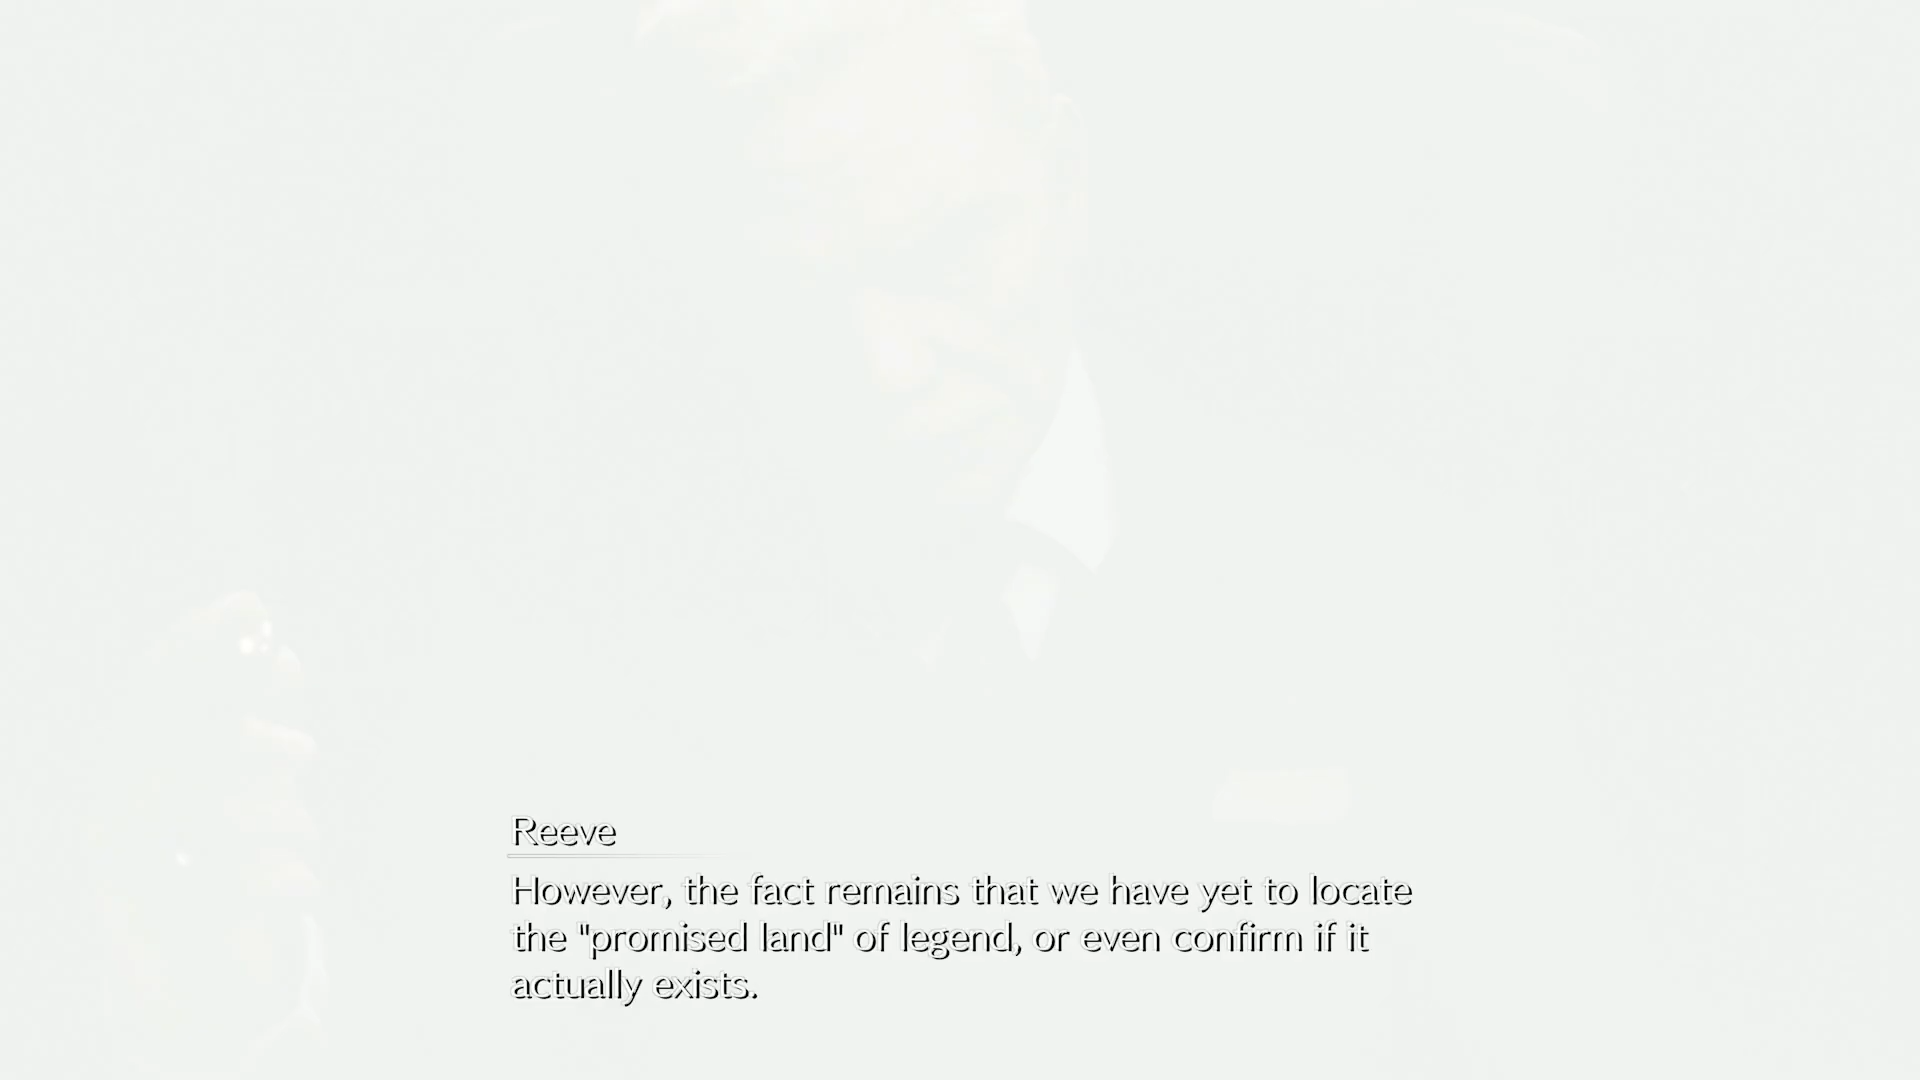 Reeve
However, the fact remains that we have yet to locate
the "promised land" of legend, or even confirm if it
actually exists.